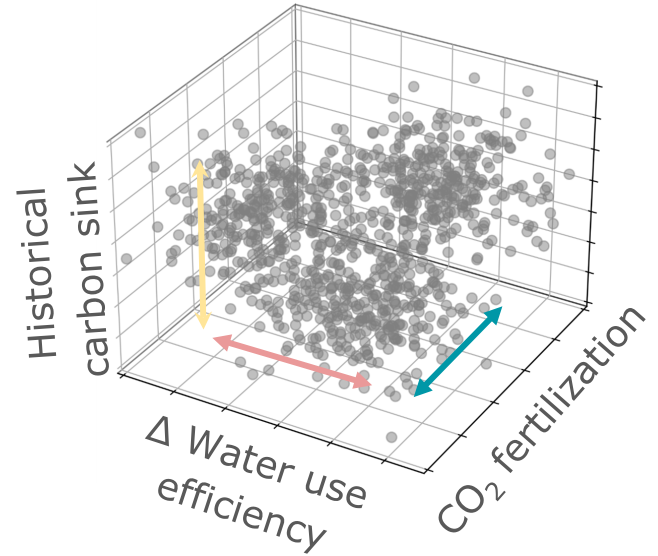 Historical
carbon sink
Δ Water use
efficiency
CO₂ fertilization